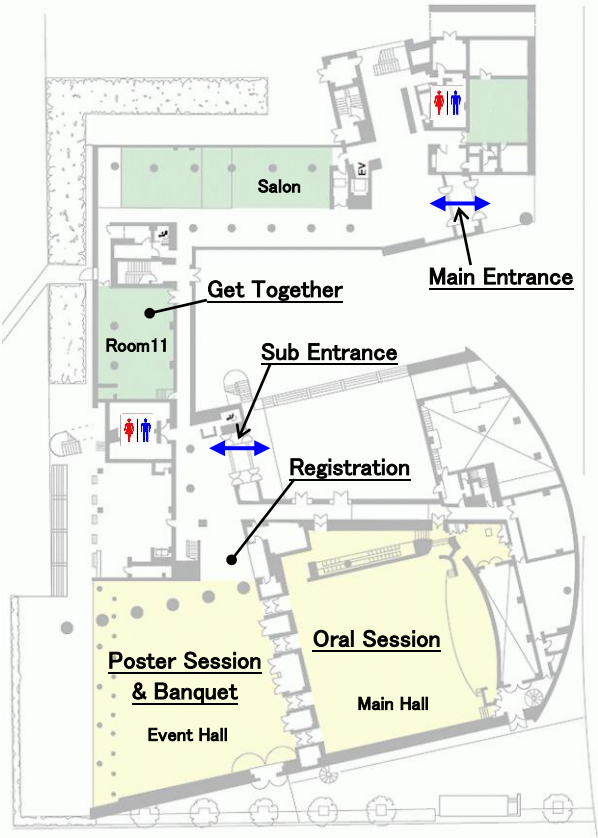 EV
Salon
Main Entrance
Get Together
Room11
Sub Entrance
Registration
Oral Session
Poster Session
& Banquet
Main Hall
Event Hall